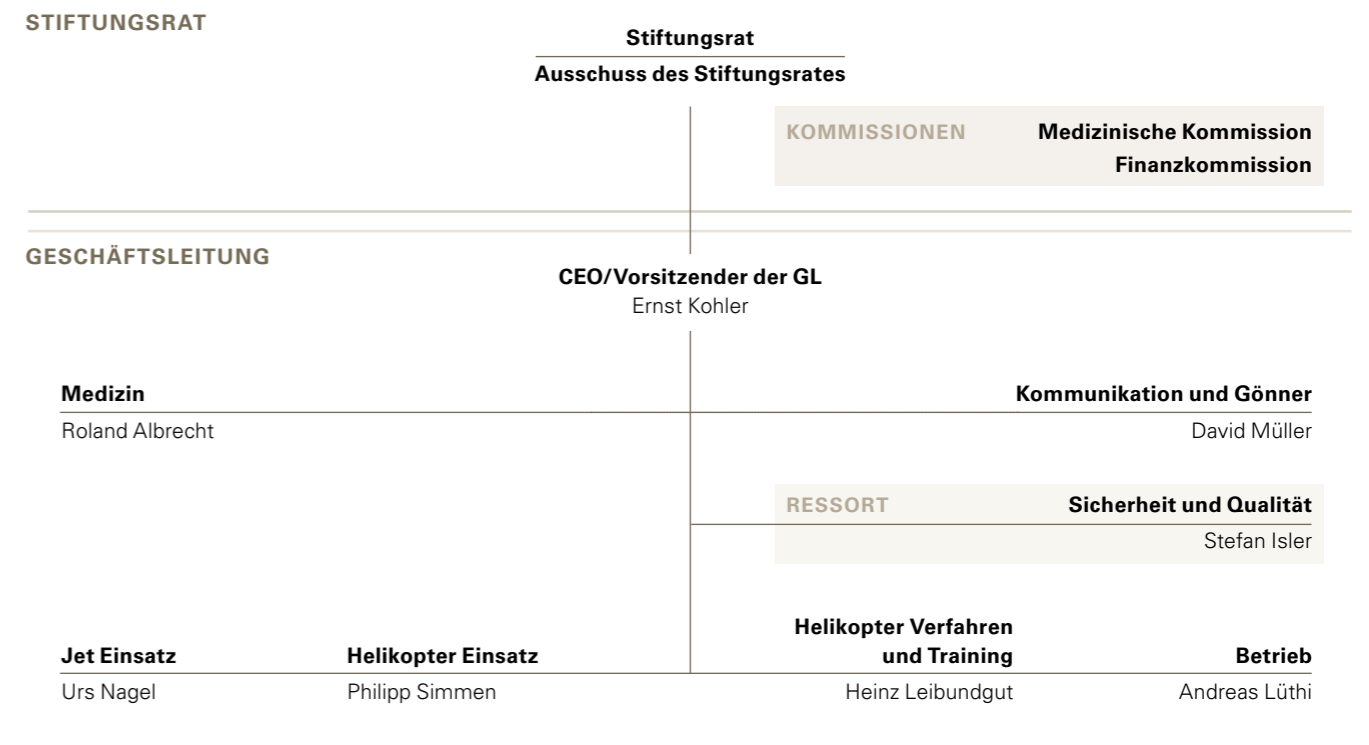 STIFTUNGSRAT
Stiftungsrat
Ausschuss des Stiftungsrates
KOMMISSIONEN
Medizinische Kommission
Finanzkommission
GESCHÄFTSLEITUNG
CEO/Vorsitzender der GL
Ernst Kohler
Medizin
Roland Albrecht
Kommunikation und Gönner
David Müller
RESSORT
Sicherheit und Qualität
Stefan Isler
Jet Einsatz
Urs Nagel
Helikopter Einsatz
Philipp Simmen
Helikopter Verfahren
und Training
Heinz Leibundgut
Betrieb
Andreas Lüthi